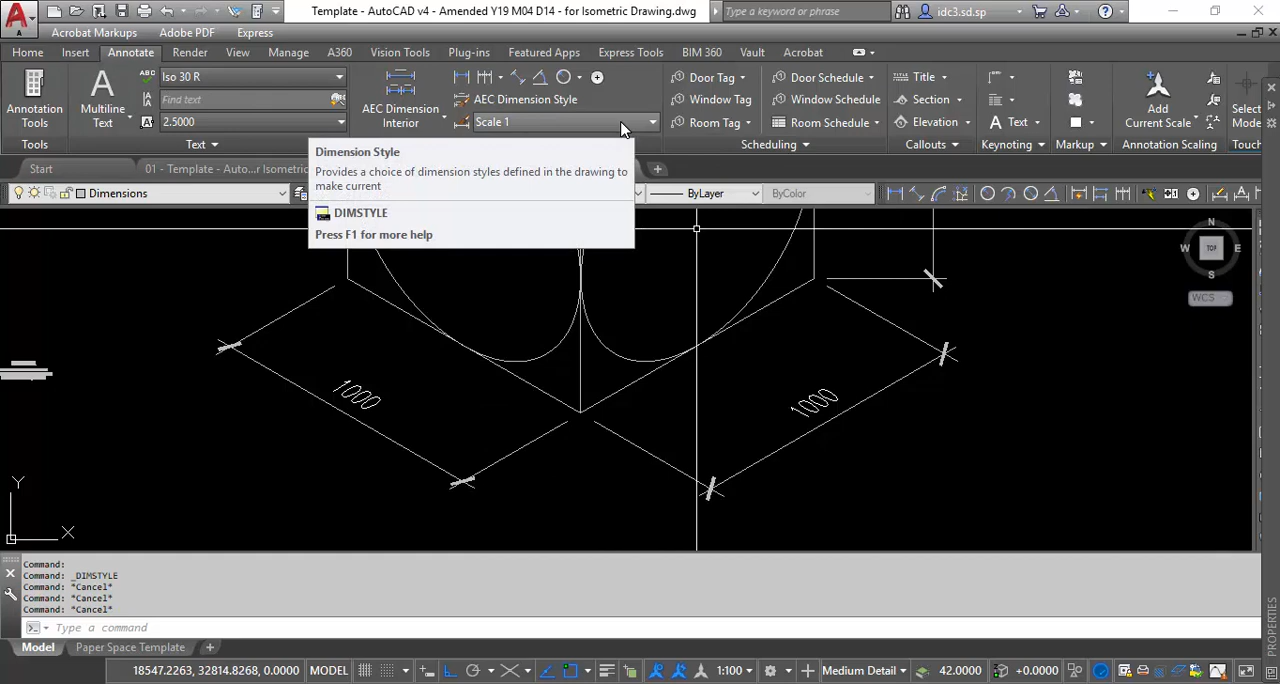 Template - AutoCAD v4 - Amended Y19 M04 D14 - for Isometric Drawing.dwg
Type a keyword or phrase
idc3.sd.sp
Acrobat Markups Adobe PDF Express
Home Insert Annotate Render View Manage A360 Vision Tools Plug-ins Featured Apps Express Tools BIM 360 Vault Acrobat
Annotation Tools
Multiline Text
Iso 30 R
Find text
2.5000
AEC Dimension Interior
AEC Dimension Style
Scale 1
Door Tag
Window Tag
Room Tag
Door Schedule
Window Schedule
Room Schedule
Title
Section
Elevation
Text
Add Current Scale
Select Mode
Tools Text Scheduling Callouts Keynoting Markup Annotation Scaling Touch
Start 01 - Template - Auto...r Isometric
Dimension Style
Provides a choice of dimension styles defined in the drawing to
make current
DIMSTYLE
Press F1 for more help
Dimensions
ByLayer
ByColor
N
W TOP E
S
WCS
1000
1000
Y
X
Command:
Command: _DIMSTYLE
Command: *Cancel*
Command: *Cancel*
Command: *Cancel*
Type a command
Model Paper Space Template +
18547.2263, 32814.8268, 0.0000 MODEL 1:100 Medium Detail 42.0000 +0.0000
PROPERTIES